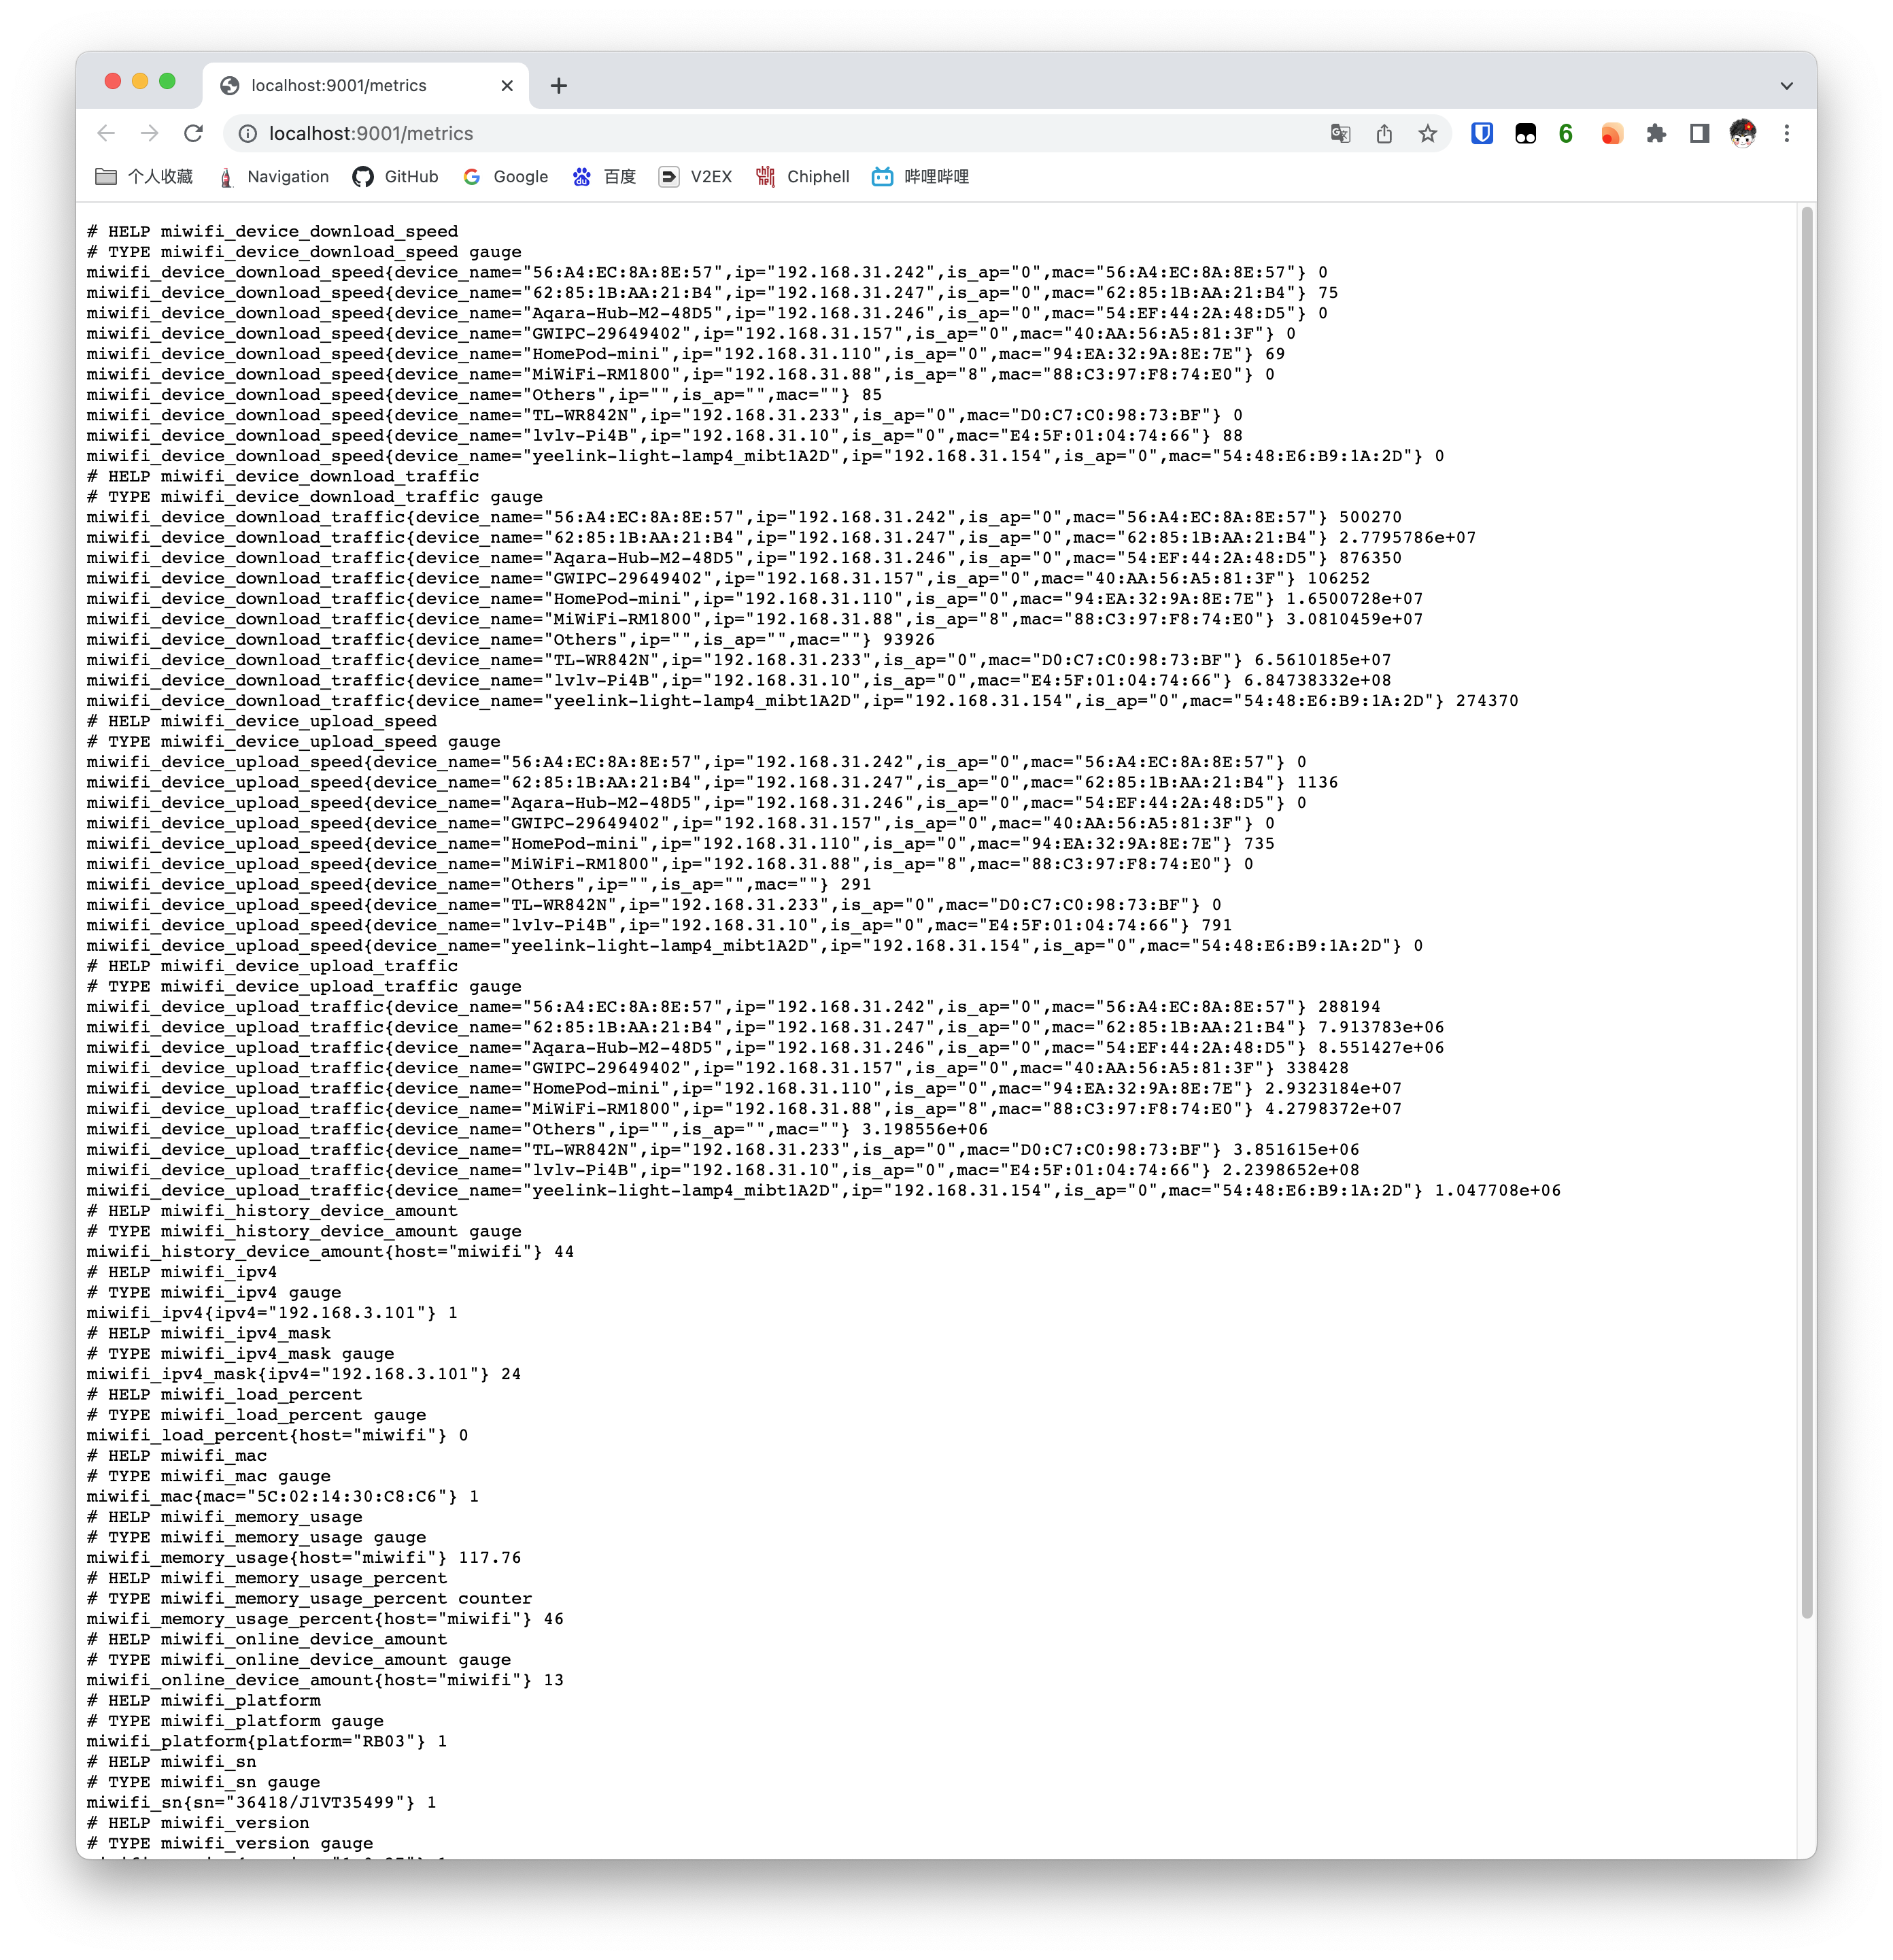 localhost:9001/metrics
localhost:9001/metrics
个人收藏 Navigation GitHub Google 百度 V2EX Chiphell 哔哩哔哩
# HELP miwifi_device_download_speed
# TYPE miwifi_device_download_speed gauge
miwifi_device_download_speed{device_name="56:A4:EC:8A:8E:57",ip="192.168.31.242",is_ap="0",mac="56:A4:EC:8A:8E:57"} 0
miwifi_device_download_speed{device_name="62:85:1B:AA:21:B4",ip="192.168.31.247",is_ap="0",mac="62:85:1B:AA:21:B4"} 75
miwifi_device_download_speed{device_name="Aqara-Hub-M2-48D5",ip="192.168.31.246",is_ap="0",mac="54:EF:44:2A:48:D5"} 0
miwifi_device_download_speed{device_name="GWIPC-29649402",ip="192.168.31.157",is_ap="0",mac="40:AA:56:A5:81:3F"} 0
miwifi_device_download_speed{device_name="HomePod-mini",ip="192.168.31.110",is_ap="0",mac="94:EA:32:9A:8E:7E"} 69
miwifi_device_download_speed{device_name="MiWiFi-RM1800",ip="192.168.31.88",is_ap="8",mac="88:C3:97:F8:74:E0"} 0
miwifi_device_download_speed{device_name="Others",ip="",is_ap="",mac=""} 85
miwifi_device_download_speed{device_name="TL-WR842N",ip="192.168.31.233",is_ap="0",mac="D0:C7:C0:98:73:BF"} 0
miwifi_device_download_speed{device_name="lvlv-Pi4B",ip="192.168.31.10",is_ap="0",mac="E4:5F:01:04:74:66"} 88
miwifi_device_download_speed{device_name="yeelink-light-lamp4_mibt1A2D",ip="192.168.31.154",is_ap="0",mac="54:48:E6:B9:1A:2D"} 0
# HELP miwifi_device_download_traffic
# TYPE miwifi_device_download_traffic gauge
miwifi_device_download_traffic{device_name="56:A4:EC:8A:8E:57",ip="192.168.31.242",is_ap="0",mac="56:A4:EC:8A:8E:57"} 500270
miwifi_device_download_traffic{device_name="62:85:1B:AA:21:B4",ip="192.168.31.247",is_ap="0",mac="62:85:1B:AA:21:B4"} 2.7795786e+07
miwifi_device_download_traffic{device_name="Aqara-Hub-M2-48D5",ip="192.168.31.246",is_ap="0",mac="54:EF:44:2A:48:D5"} 876350
miwifi_device_download_traffic{device_name="GWIPC-29649402",ip="192.168.31.157",is_ap="0",mac="40:AA:56:A5:81:3F"} 106252
miwifi_device_download_traffic{device_name="HomePod-mini",ip="192.168.31.110",is_ap="0",mac="94:EA:32:9A:8E:7E"} 1.6500728e+07
miwifi_device_download_traffic{device_name="MiWiFi-RM1800",ip="192.168.31.88",is_ap="8",mac="88:C3:97:F8:74:E0"} 3.0810459e+07
miwifi_device_download_traffic{device_name="Others",ip="",is_ap="",mac=""} 93926
miwifi_device_download_traffic{device_name="TL-WR842N",ip="192.168.31.233",is_ap="0",mac="D0:C7:C0:98:73:BF"} 6.5610185e+07
miwifi_device_download_traffic{device_name="lvlv-Pi4B",ip="192.168.31.10",is_ap="0",mac="E4:5F:01:04:74:66"} 6.84738332e+08
miwifi_device_download_traffic{device_name="yeelink-light-lamp4_mibt1A2D",ip="192.168.31.154",is_ap="0",mac="54:48:E6:B9:1A:2D"} 274370
# HELP miwifi_device_upload_speed
# TYPE miwifi_device_upload_speed gauge
miwifi_device_upload_speed{device_name="56:A4:EC:8A:8E:57",ip="192.168.31.242",is_ap="0",mac="56:A4:EC:8A:8E:57"} 0
miwifi_device_upload_speed{device_name="62:85:1B:AA:21:B4",ip="192.168.31.247",is_ap="0",mac="62:85:1B:AA:21:B4"} 1136
miwifi_device_upload_speed{device_name="Aqara-Hub-M2-48D5",ip="192.168.31.246",is_ap="0",mac="54:EF:44:2A:48:D5"} 0
miwifi_device_upload_speed{device_name="GWIPC-29649402",ip="192.168.31.157",is_ap="0",mac="40:AA:56:A5:81:3F"} 0
miwifi_device_upload_speed{device_name="HomePod-mini",ip="192.168.31.110",is_ap="0",mac="94:EA:32:9A:8E:7E"} 735
miwifi_device_upload_speed{device_name="MiWiFi-RM1800",ip="192.168.31.88",is_ap="8",mac="88:C3:97:F8:74:E0"} 0
miwifi_device_upload_speed{device_name="Others",ip="",is_ap="",mac=""} 291
miwifi_device_upload_speed{device_name="TL-WR842N",ip="192.168.31.233",is_ap="0",mac="D0:C7:C0:98:73:BF"} 0
miwifi_device_upload_speed{device_name="lvlv-Pi4B",ip="192.168.31.10",is_ap="0",mac="E4:5F:01:04:74:66"} 791
miwifi_device_upload_speed{device_name="yeelink-light-lamp4_mibt1A2D",ip="192.168.31.154",is_ap="0",mac="54:48:E6:B9:1A:2D"} 0
# HELP miwifi_device_upload_traffic
# TYPE miwifi_device_upload_traffic gauge
miwifi_device_upload_traffic{device_name="56:A4:EC:8A:8E:57",ip="192.168.31.242",is_ap="0",mac="56:A4:EC:8A:8E:57"} 288194
miwifi_device_upload_traffic{device_name="62:85:1B:AA:21:B4",ip="192.168.31.247",is_ap="0",mac="62:85:1B:AA:21:B4"} 7.913783e+06
miwifi_device_upload_traffic{device_name="Aqara-Hub-M2-48D5",ip="192.168.31.246",is_ap="0",mac="54:EF:44:2A:48:D5"} 8.551427e+06
miwifi_device_upload_traffic{device_name="GWIPC-29649402",ip="192.168.31.157",is_ap="0",mac="40:AA:56:A5:81:3F"} 338428
miwifi_device_upload_traffic{device_name="HomePod-mini",ip="192.168.31.110",is_ap="0",mac="94:EA:32:9A:8E:7E"} 2.9323184e+07
miwifi_device_upload_traffic{device_name="MiWiFi-RM1800",ip="192.168.31.88",is_ap="8",mac="88:C3:97:F8:74:E0"} 4.2798372e+07
miwifi_device_upload_traffic{device_name="Others",ip="",is_ap="",mac=""} 3.198556e+06
miwifi_device_upload_traffic{device_name="TL-WR842N",ip="192.168.31.233",is_ap="0",mac="D0:C7:C0:98:73:BF"} 3.851615e+06
miwifi_device_upload_traffic{device_name="lvlv-Pi4B",ip="192.168.31.10",is_ap="0",mac="E4:5F:01:04:74:66"} 2.2398652e+08
miwifi_device_upload_traffic{device_name="yeelink-light-lamp4_mibt1A2D",ip="192.168.31.154",is_ap="0",mac="54:48:E6:B9:1A:2D"} 1.047708e+06
# HELP miwifi_history_device_amount
# TYPE miwifi_history_device_amount gauge
miwifi_history_device_amount{host="miwifi"} 44
# HELP miwifi_ipv4
# TYPE miwifi_ipv4 gauge
miwifi_ipv4{ipv4="192.168.3.101"} 1
# HELP miwifi_ipv4_mask
# TYPE miwifi_ipv4_mask gauge
miwifi_ipv4_mask{ipv4="192.168.3.101"} 24
# HELP miwifi_load_percent
# TYPE miwifi_load_percent gauge
miwifi_load_percent{host="miwifi"} 0
# HELP miwifi_mac
# TYPE miwifi_mac gauge
miwifi_mac{mac="5C:02:14:30:C8:C6"} 1
# HELP miwifi_memory_usage
# TYPE miwifi_memory_usage gauge
miwifi_memory_usage{host="miwifi"} 117.76
# HELP miwifi_memory_usage_percent
# TYPE miwifi_memory_usage_percent counter
miwifi_memory_usage_percent{host="miwifi"} 46
# HELP miwifi_online_device_amount
# TYPE miwifi_online_device_amount gauge
miwifi_online_device_amount{host="miwifi"} 13
# HELP miwifi_platform
# TYPE miwifi_platform gauge
miwifi_platform{platform="RB03"} 1
# HELP miwifi_sn
# TYPE miwifi_sn gauge
miwifi_sn{sn="36418/J1VT35499"} 1
# HELP miwifi_version
# TYPE miwifi_version gauge